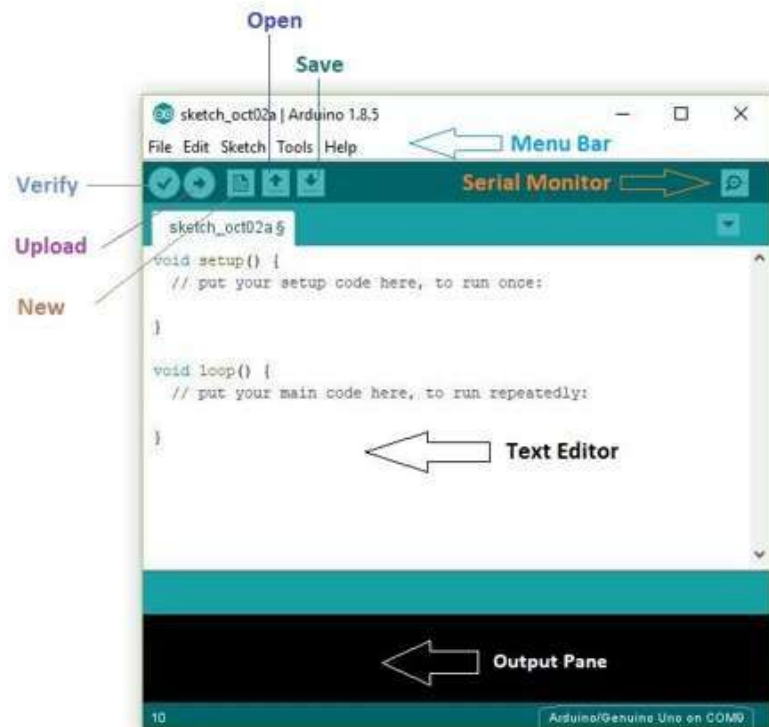 Open
Save
sketch_oct02a | Arduino 1.8.5
File Edit Sketch Tools Help
Menu Bar
Verify
Serial Monitor
Upload
sketch_oct02a §
New
void setup() {
// put your setup code here, to run once:
}
void loop() {
// put your main code here, to run repeatedly:
}
Text Editor
Output Pane
10
Arduino/Genuino Uno on COM9